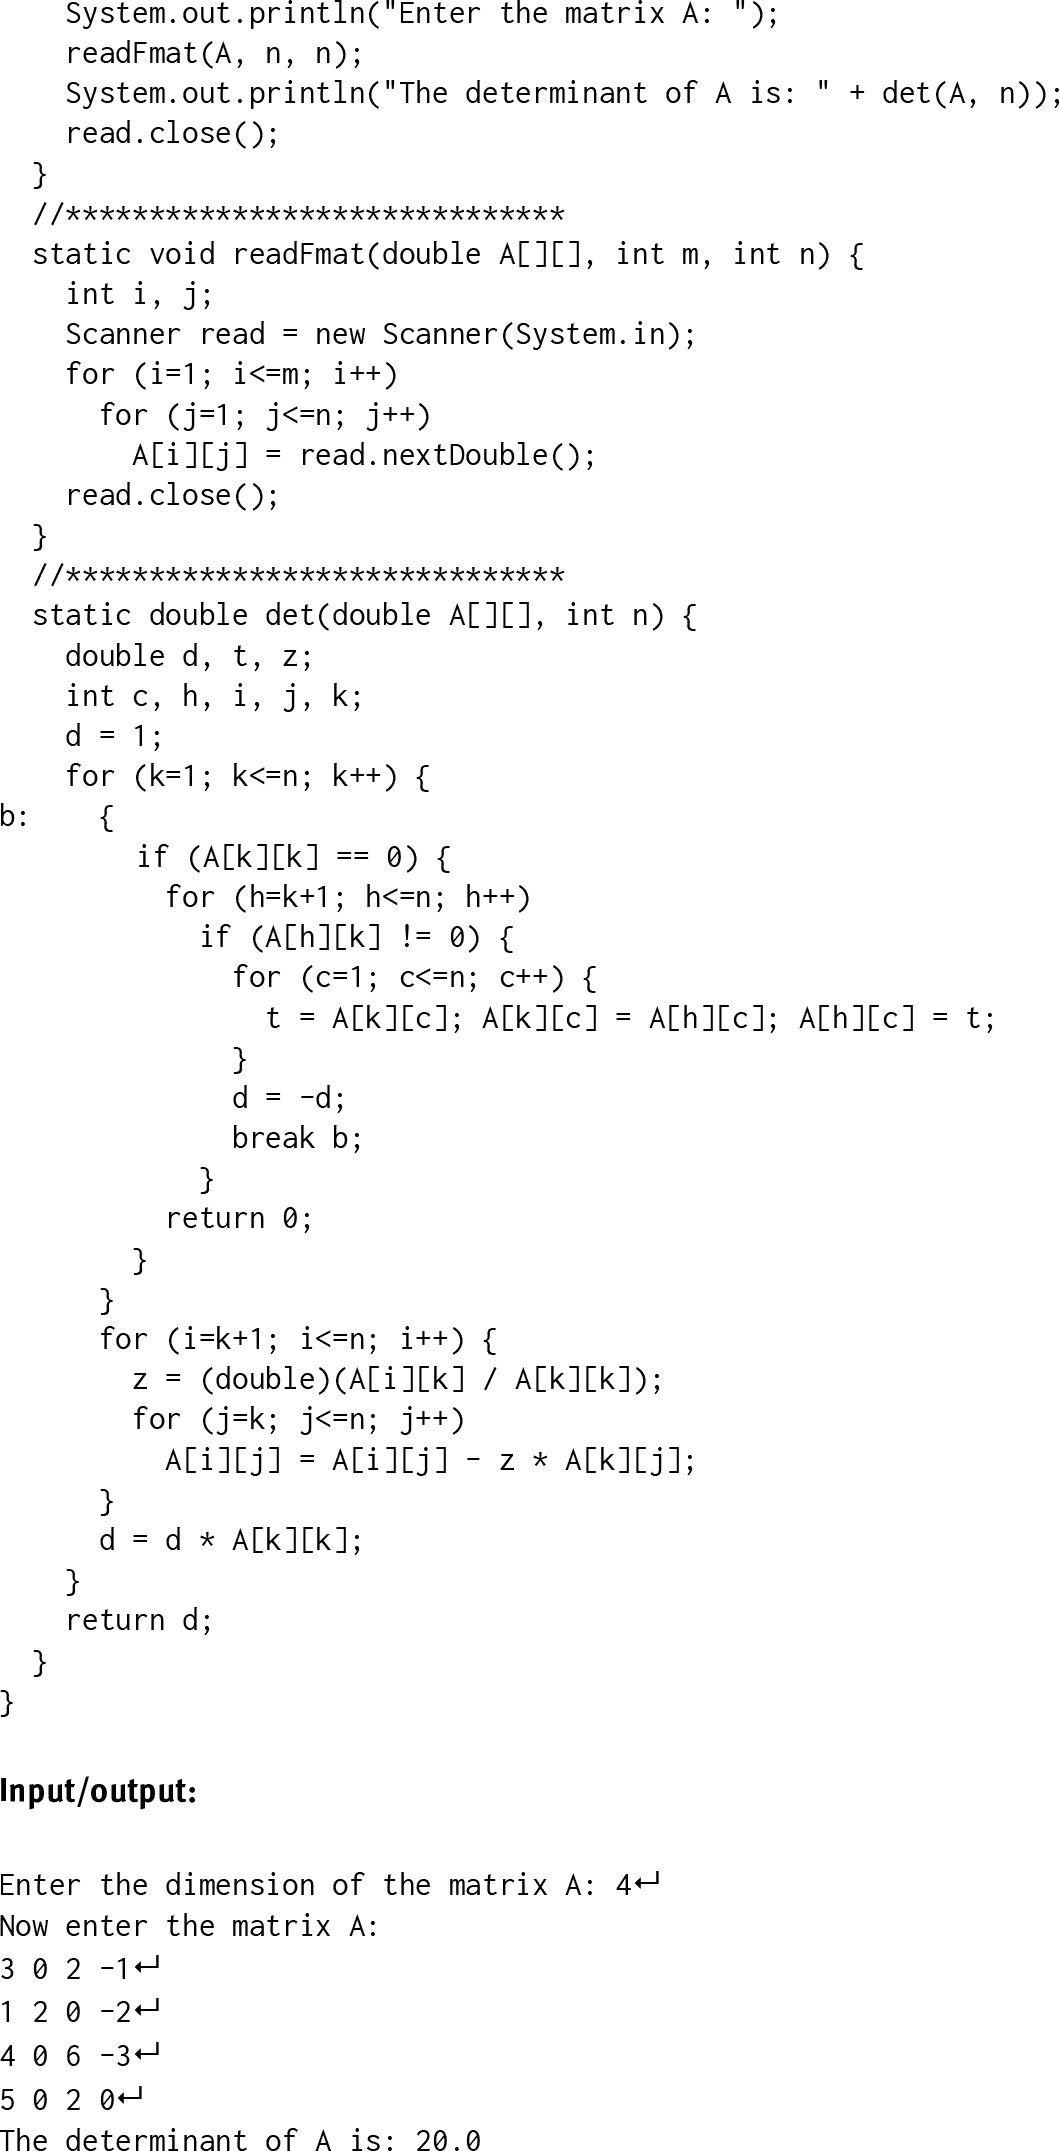 System.out.println("Enter the matrix A: ");
    readFmat(A, n, n);
    System.out.println("The determinant of A is: " + det(A, n));
    read.close();
  }
  //******************************
  static void readFmat(double A[][], int m, int n) {
    int i, j;
    Scanner read = new Scanner(System.in);
    for (i=1; i<=m; i++)
      for (j=1; j<=n; j++)
        A[i][j] = read.nextDouble();
    read.close();
  }
  //******************************
  static double det(double A[][], int n) {
    double d, t, z;
    int c, h, i, j, k;
    d = 1;
    for (k=1; k<=n; k++) {
b:    {
        if (A[k][k] == 0) {
          for (h=k+1; h<=n; h++)
            if (A[h][k] != 0) {
              for (c=1; c<=n; c++) {
                t = A[k][c]; A[k][c] = A[h][c]; A[h][c] = t;
              }
              d = -d;
              break b;
            }
          return 0;
        }
      }
      for (i=k+1; i<=n; i++) {
        z = (double)(A[i][k] / A[k][k]);
        for (j=k; j<=n; j++)
          A[i][j] = A[i][j] - z * A[k][j];
      }
      d = d * A[k][k];
    }
    return d;
  }
}
Input/output:
Enter the dimension of the matrix A: 4↵
Now enter the matrix A:
3 0 2 -1↵
1 2 0 -2↵
4 0 6 -3↵
5 0 2 0↵
The determinant of A is: 20.0